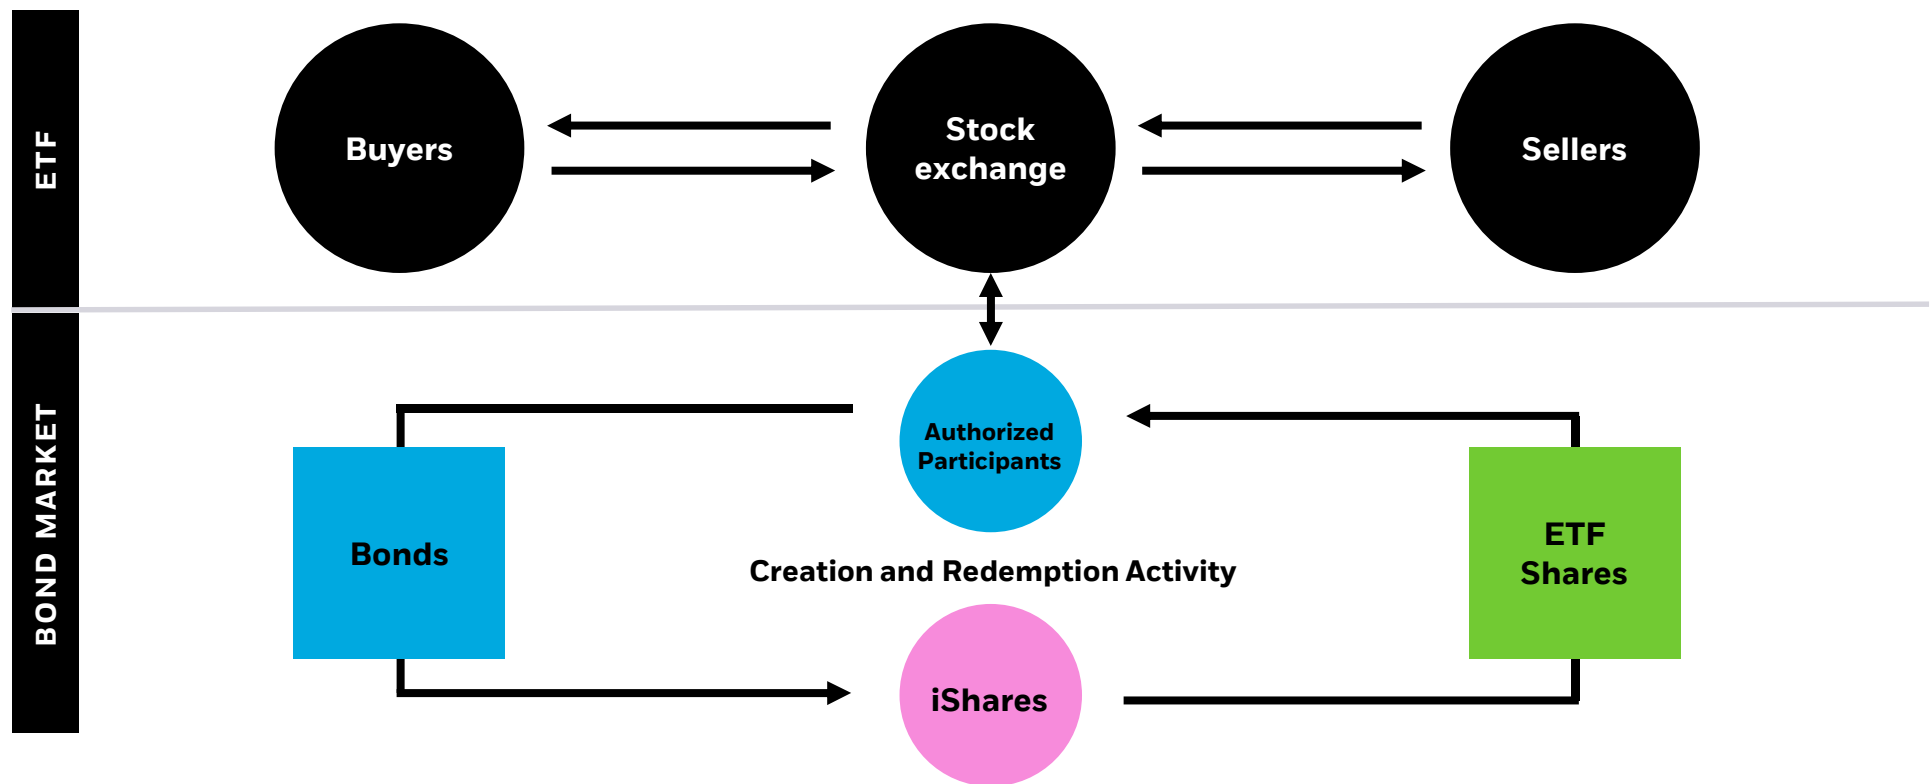 ETF
Buyers
Stock
exchange
Sellers
BOND MARKET
Authorized
Participants
Bonds
ETF
Shares
Creation and Redemption Activity
iShares